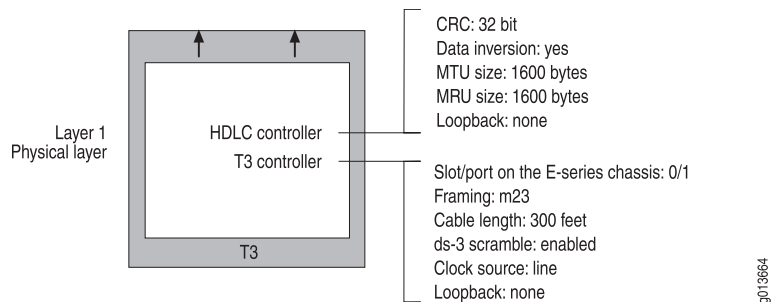 CRC: 32 bit
Data inversion: yes
MTU size: 1600 bytes
MRU size: 1600 bytes
Loopback: none
Layer 1
Physical layer
HDLC controller
T3 controller
Slot/port on the E-series chassis: 0/1
Framing: m23
Cable length: 300 feet
ds-3 scramble: enabled
Clock source: line
Loopback: none
T3
g013664